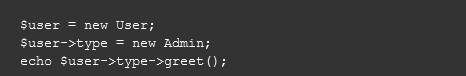 $user = new User;
$user->type = new Admin;
echo $user->type->greet();